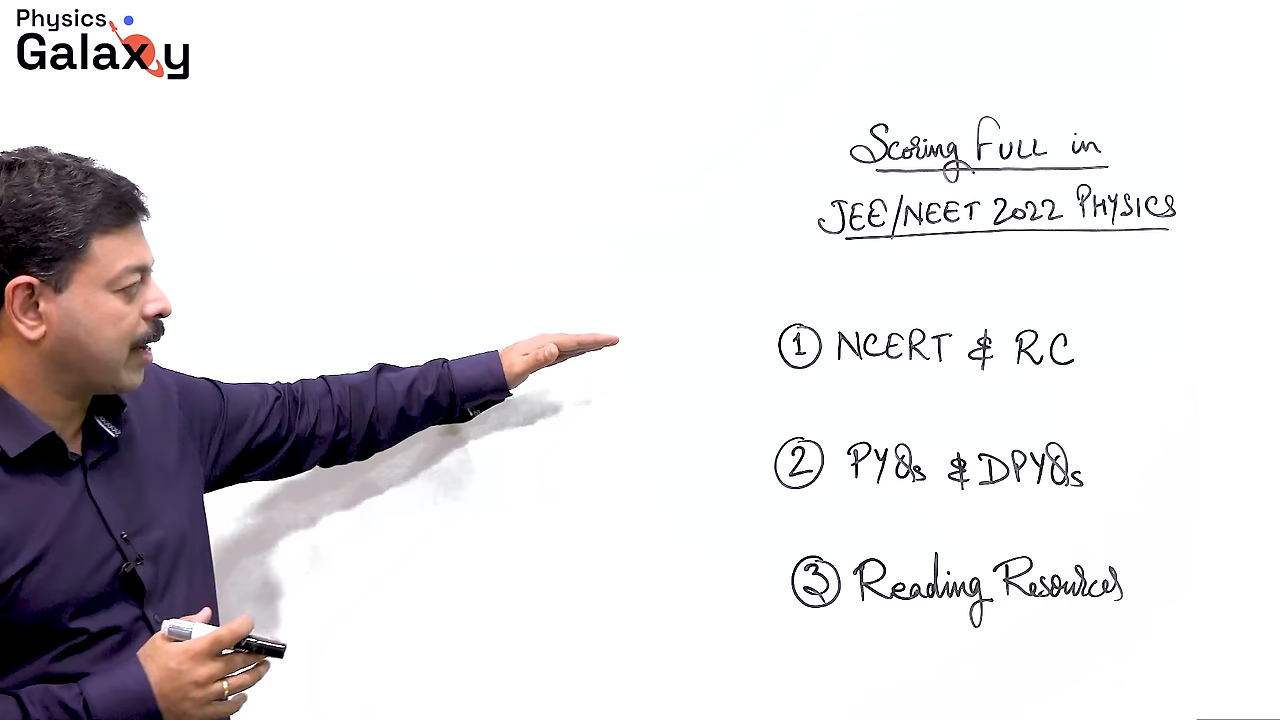 Physics
Galaxy
Scoring FULL in
JEE/NEET 2022 PHYSICS
1 NCERT & RC
2 PYQs & DPYQs
3 Reading Resources